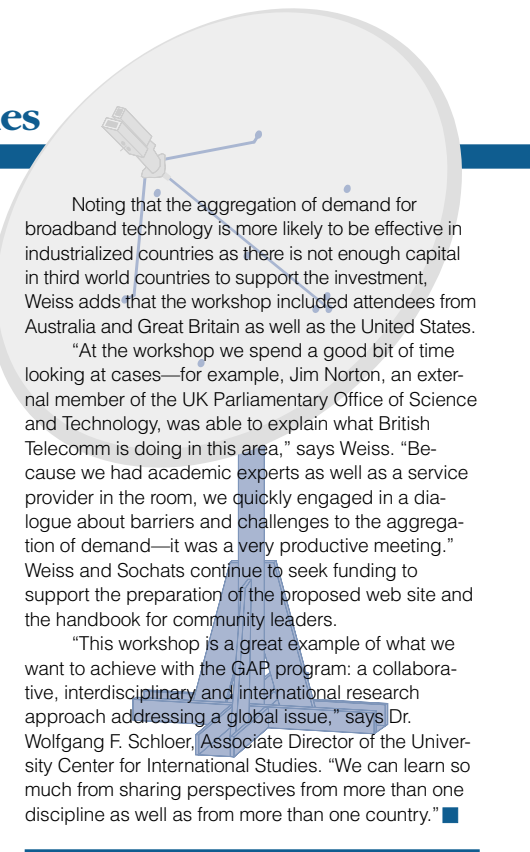 es
Noting that the aggregation of demand for
broadband technology is more likely to be effective in
industrialized countries as there is not enough capital
in third world countries to support the investment,
Weiss adds that the workshop included attendees from
Australia and Great Britain as well as the United States.
“At the workshop we spend a good bit of time
looking at cases—for example, Jim Norton, an exter-
nal member of the UK Parliamentary Office of Science
and Technology, was able to explain what British
Telecomm is doing in this area,” says Weiss. “Be-
cause we had academic experts as well as a service
provider in the room, we quickly engaged in a dia-
logue about barriers and challenges to the aggrega-
tion of demand—it was a very productive meeting.”
Weiss and Sochats continue to seek funding to
support the preparation of the proposed web site and
the handbook for community leaders.
“This workshop is a great example of what we
want to achieve with the GAP program: a collabora-
tive, interdisciplinary and international research
approach addressing a global issue,” says Dr.
Wolfgang F. Schloer, Associate Director of the Univer-
sity Center for International Studies. “We can learn so
much from sharing perspectives from more than one
discipline as well as from more than one country.”